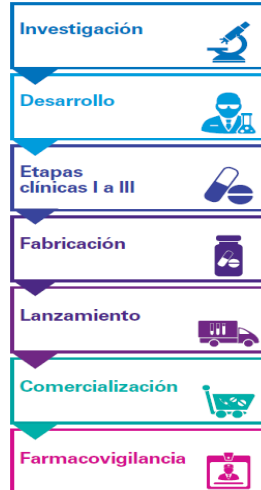 Investigación
Desarrollo
Etapas
clínicas I a III
Fabricación
Lanzamiento
Comercialización
Farmacovigilancia